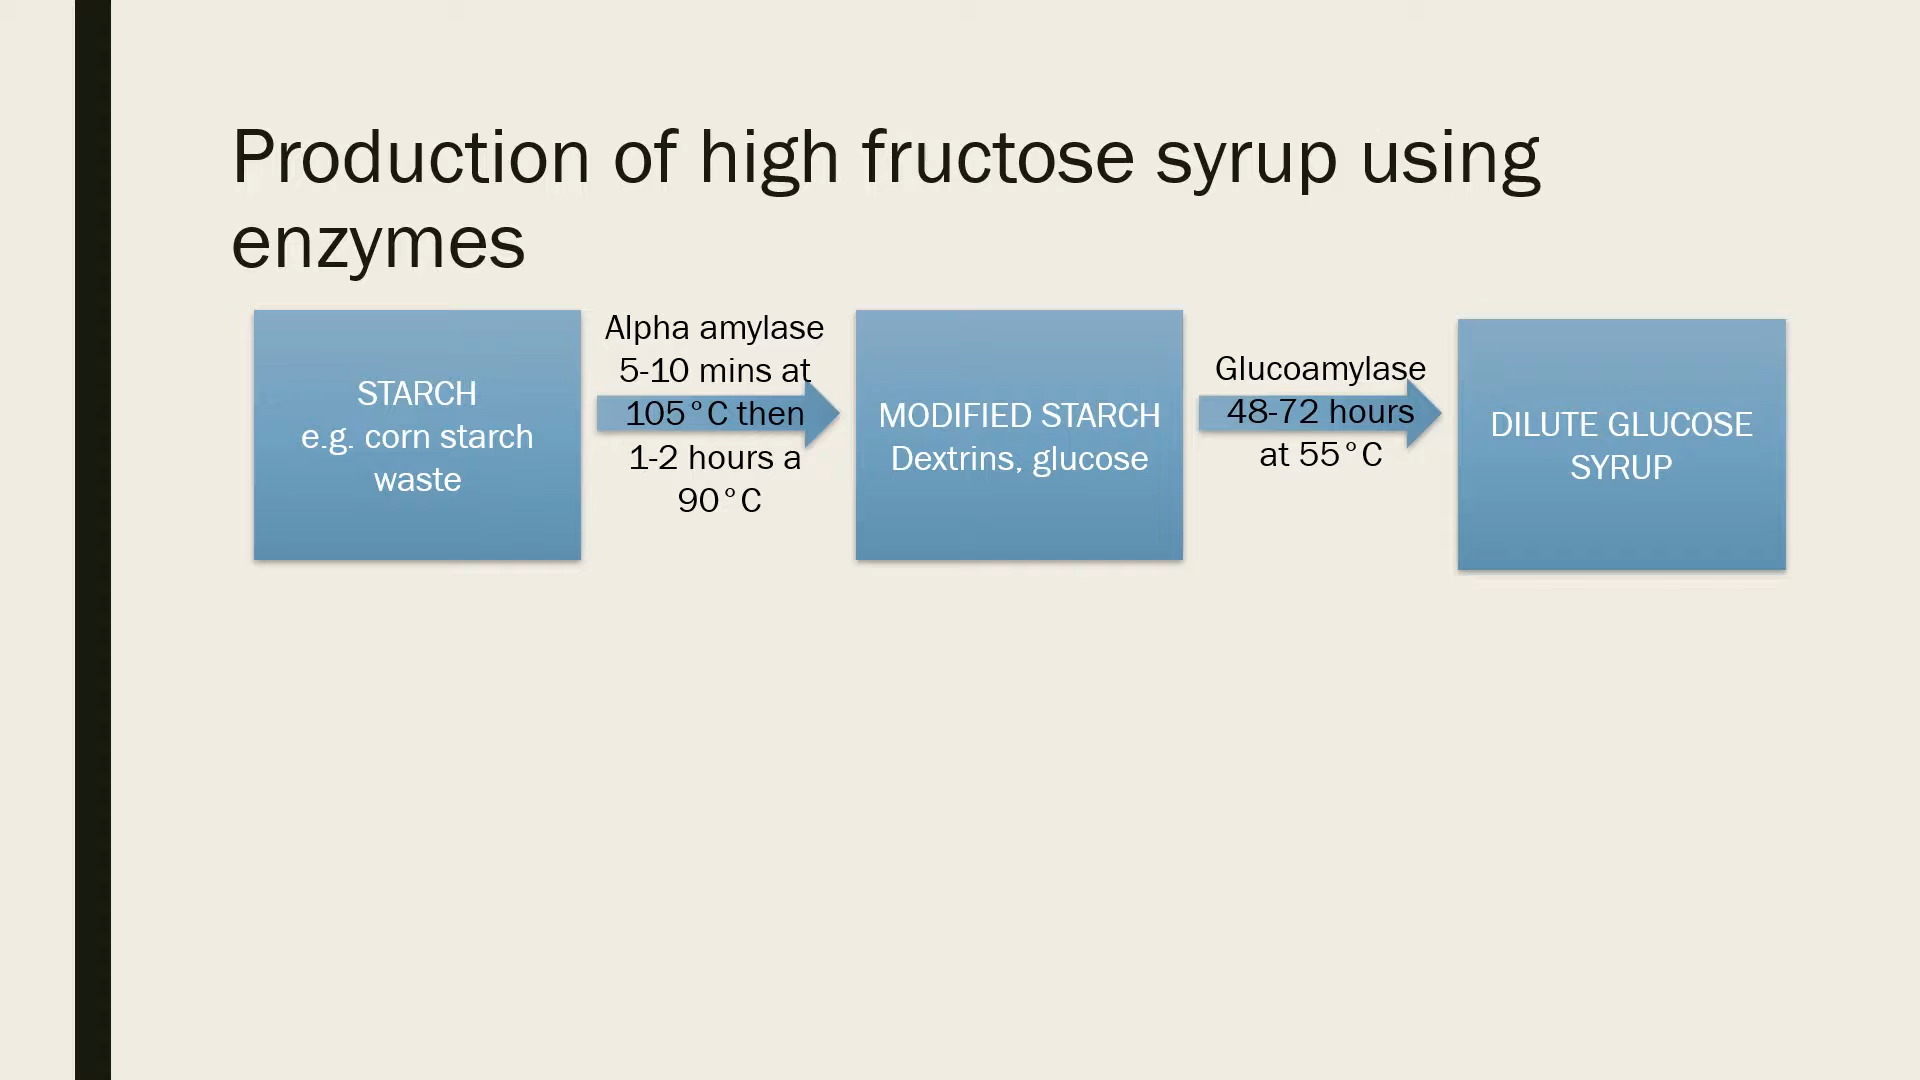 Production of high fructose syrup using
enzymes
STARCH
e.g. corn starch
waste
Alpha amylase
5-10 mins at
105°C then
1-2 hours a
90°C
MODIFIED STARCH
Dextrins, glucose
Glucoamylase
48-72 hours
at 55°C
DILUTE GLUCOSE
SYRUP